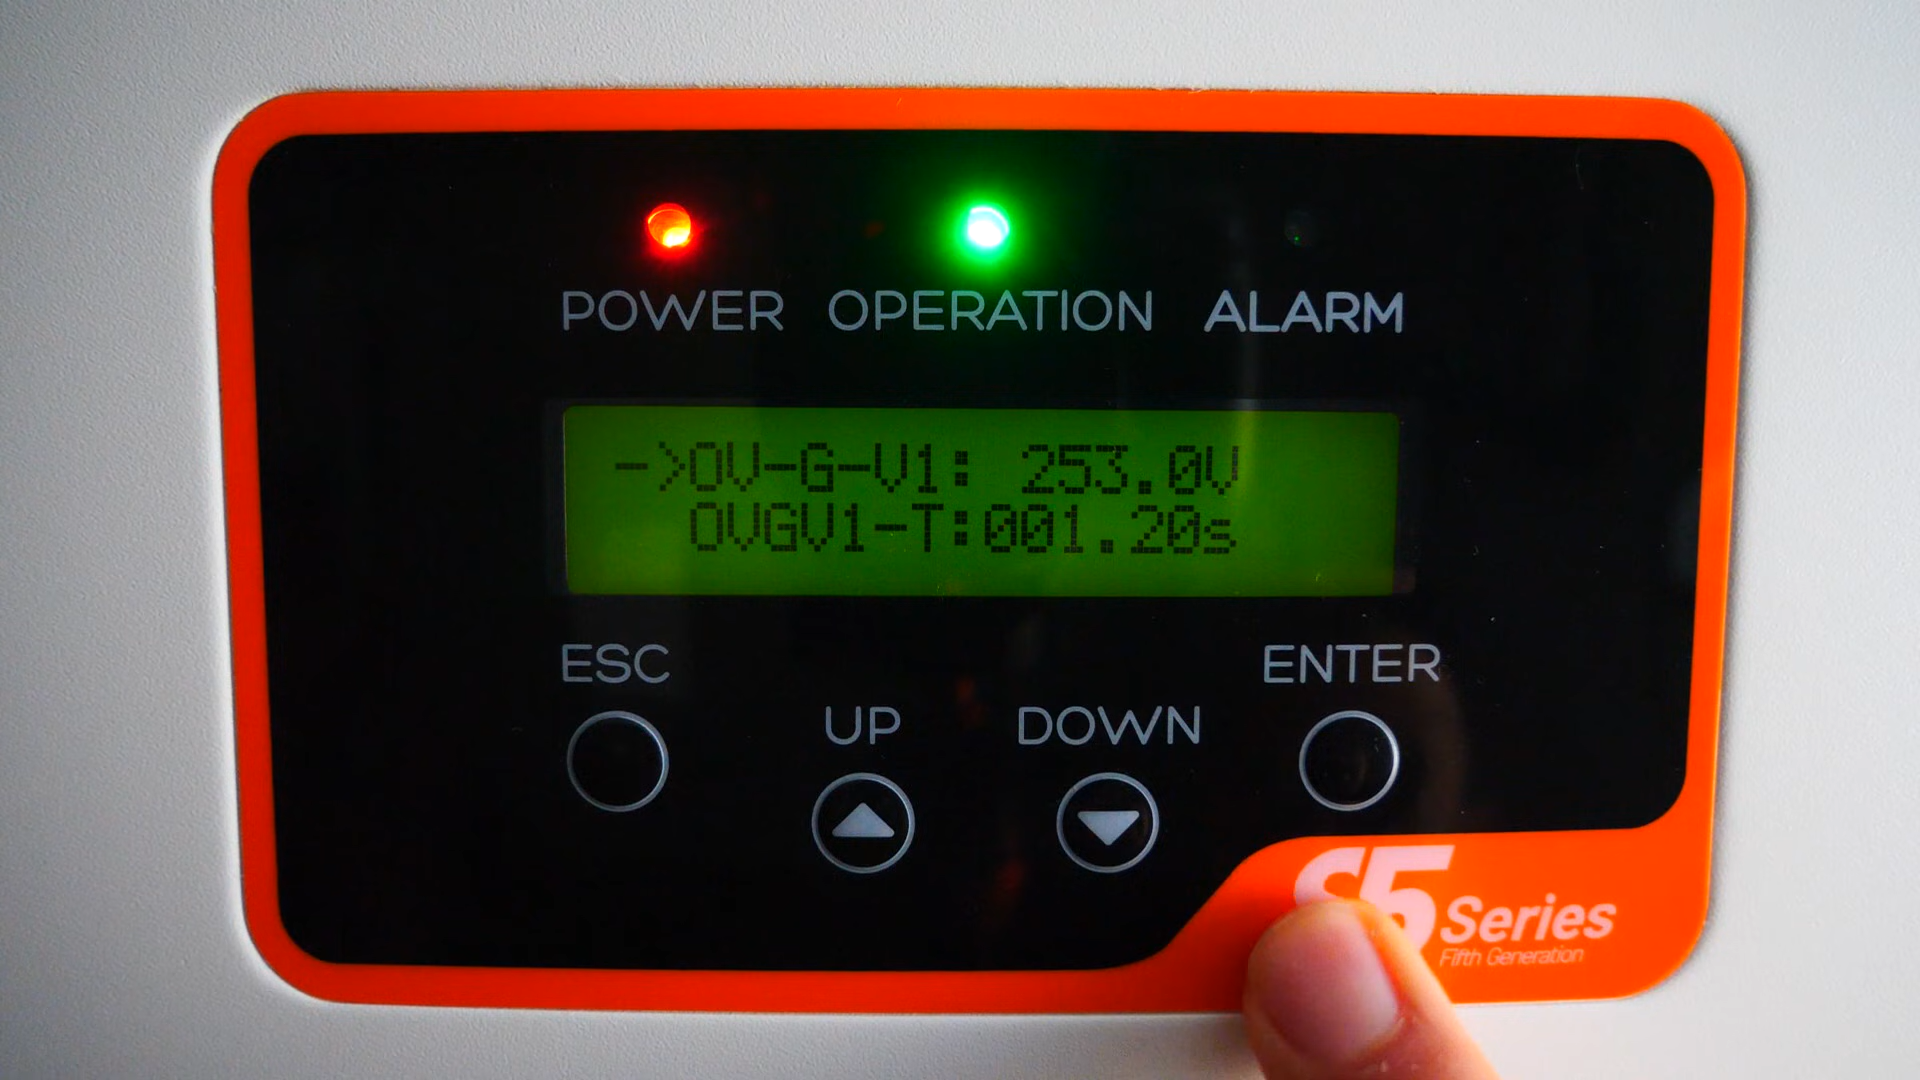 POWER OPERATION ALARM
->OV-G-V1: 253.0V
OVGV1-T:001.20s
ESC
ENTER
UP
DOWN
S5 Series
Fifth Generation